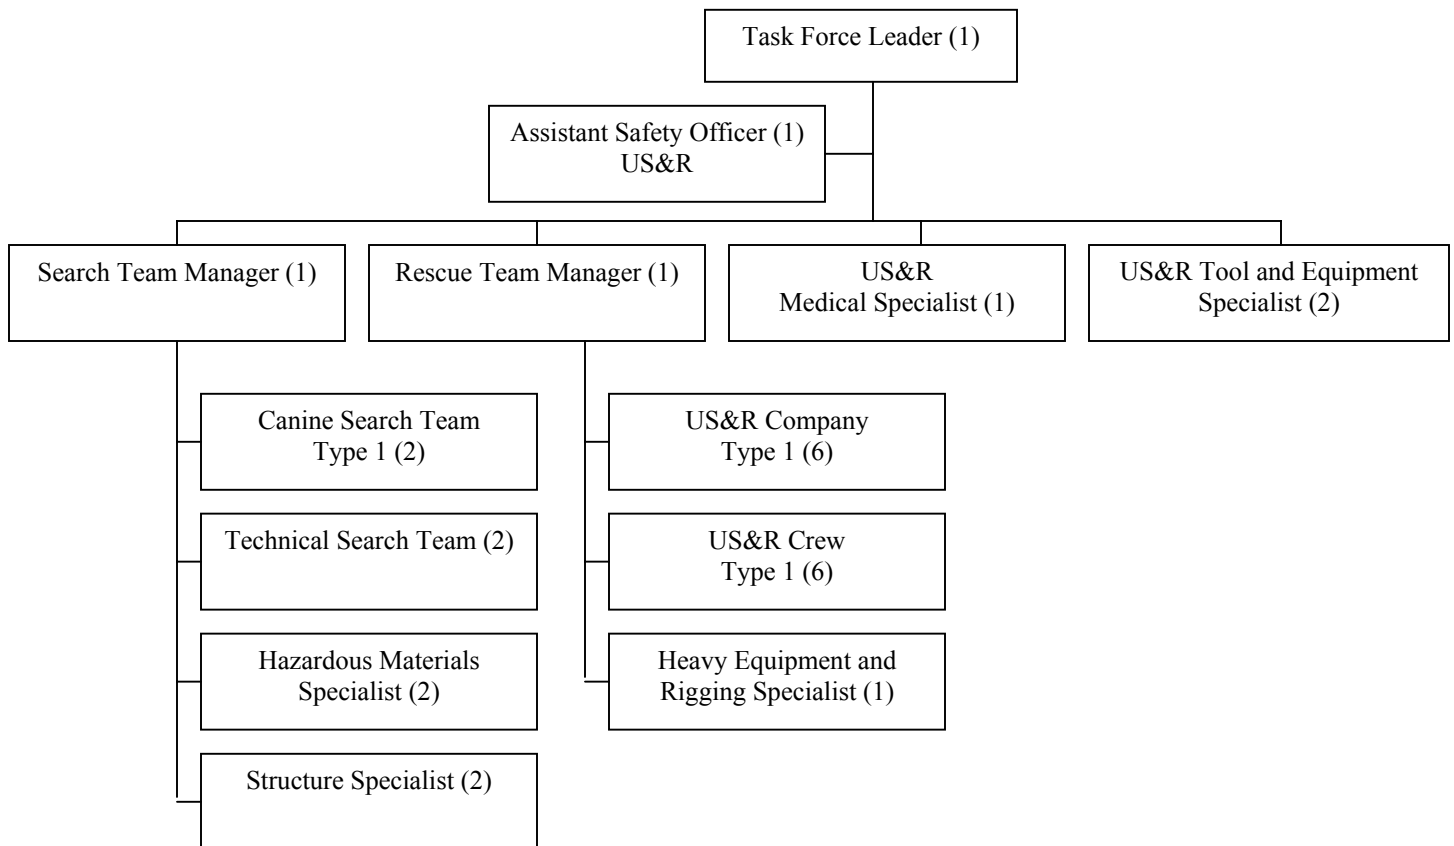 Task Force Leader (1)
Assistant Safety Officer (1)
US&R
Search Team Manager (1)
Rescue Team Manager (1)
US&R
Medical Specialist (1)
US&R Tool and Equipment
Specialist (2)
Canine Search Team
Type 1 (2)
Technical Search Team (2)
Hazardous Materials
Specialist (2)
Structure Specialist (2)
US&R Company
Type 1 (6)
US&R Crew
Type 1 (6)
Heavy Equipment and
Rigging Specialist (1)